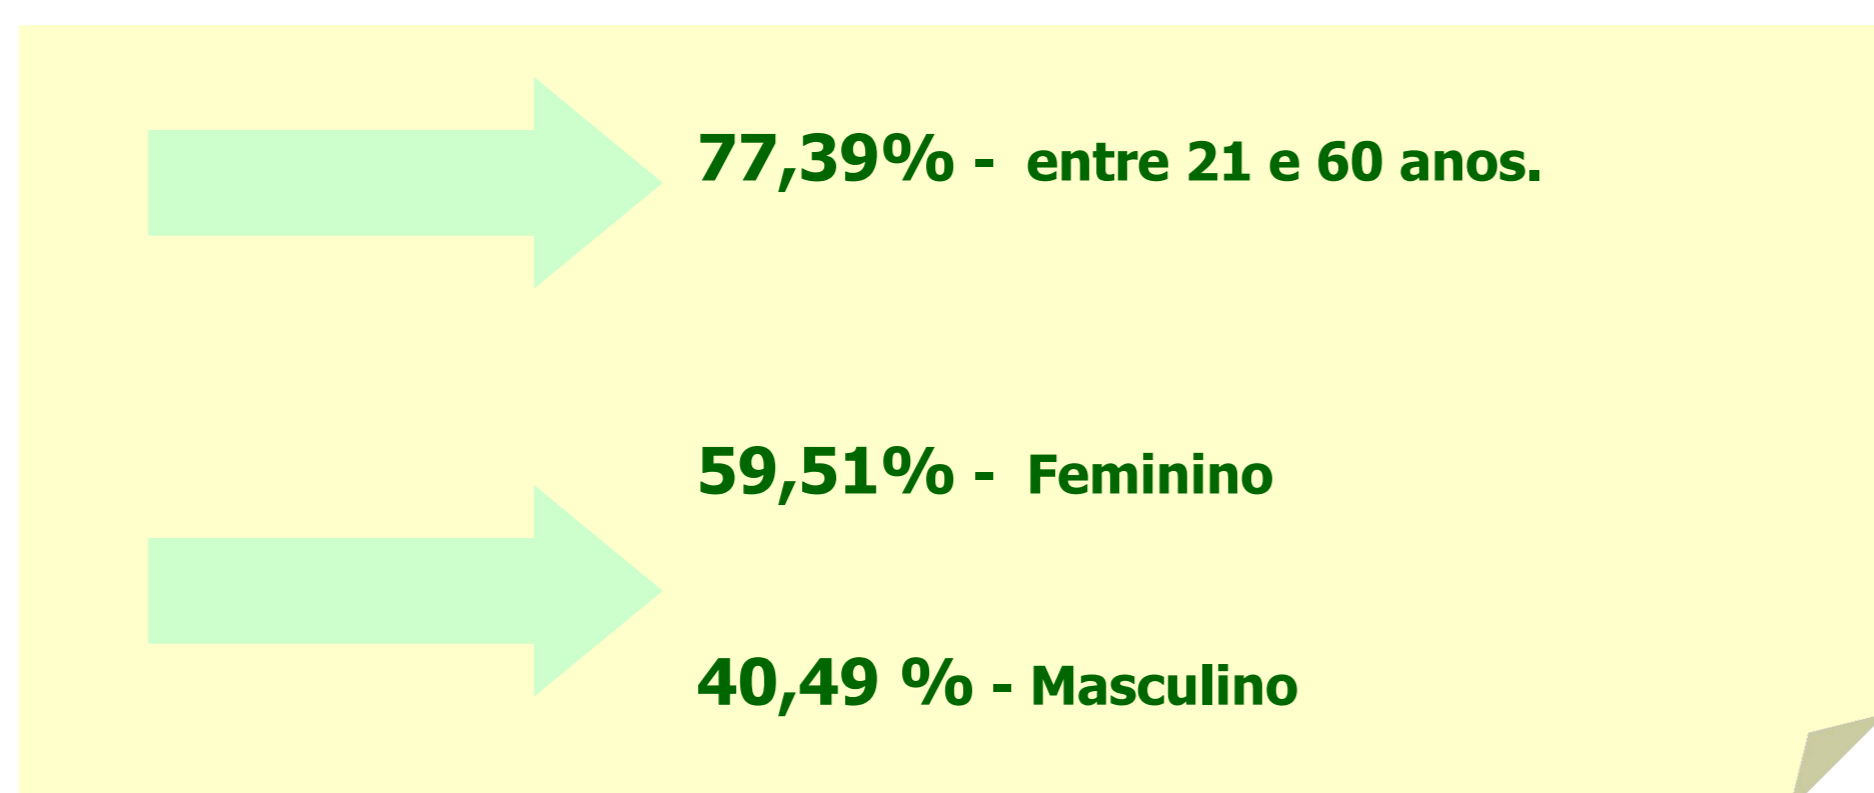 77,39% - entre 21 e 60 anos.
59,51% - Feminino
40,49 % - Masculino